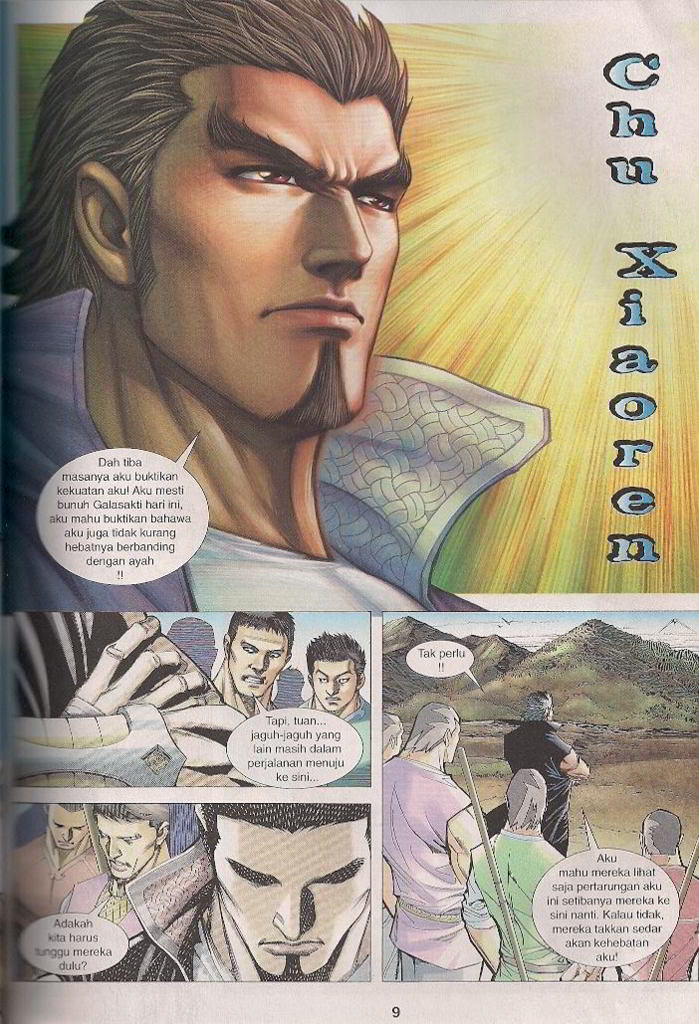 Chu Xiaoren
Dah tiba
masanya aku buktikan
kekuatan aku! Aku mesti
bunuh Galasakti hari ini,
aku mahu buktikan bahawa
aku juga tidak kurang
hebatnya berbanding
dengan ayah
!!
Tapi, tuan...
jaguh-jaguh yang
lain masih dalam
perjalanan menuju
ke sini...
Adakah
kita harus
tunggu mereka
dulu?
Tak perlu
!!
Aku
mahu mereka lihat
saja pertarungan aku
ini setibanya mereka ke
sini nanti. Kalau tidak,
mereka takkan sedar
akan kehebatan
aku!
9